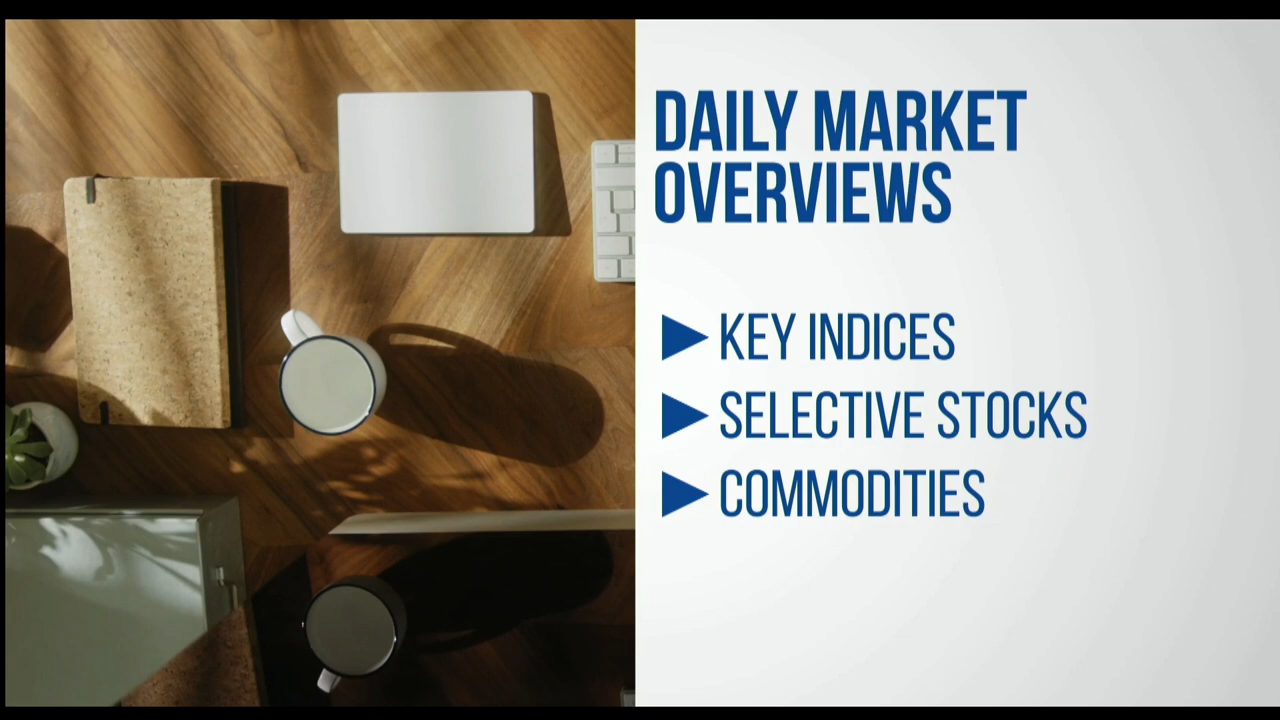 DAILY MARKET
OVERVIEWS
KEY INDICES
SELECTIVE STOCKS
COMMODITIES